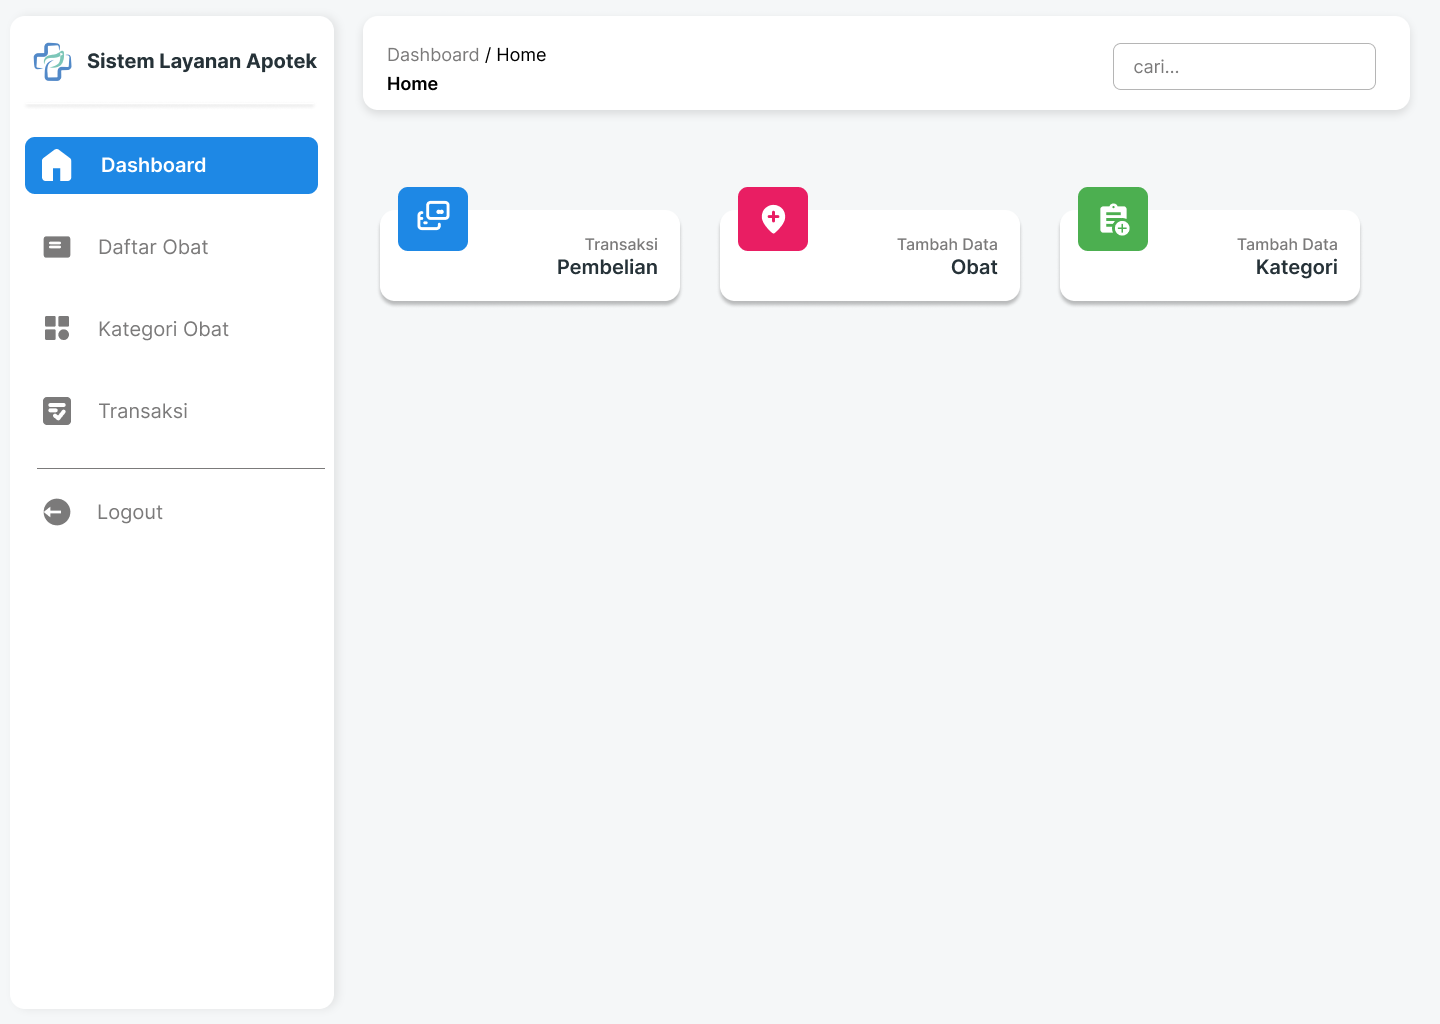 Sistem Layanan Apotek
Dashboard
Daftar Obat
Kategori Obat
Transaksi
Logout
Dashboard / Home
Home
cari...
Transaksi
Pembelian
Tambah Data
Obat
Tambah Data
Kategori